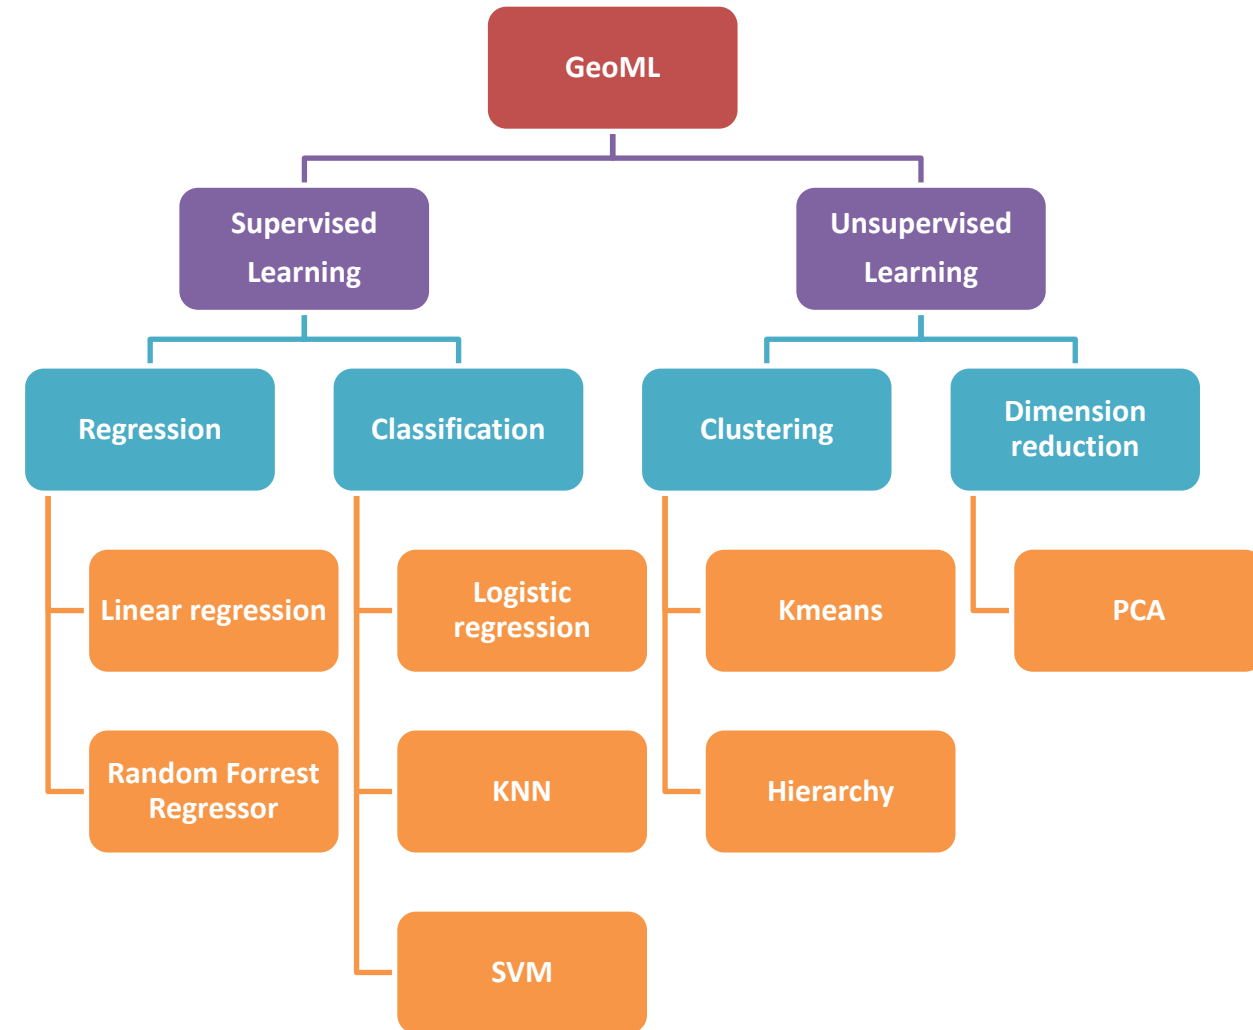 GeoML
Supervised
Learning
Unsupervised
Learning
Regression
Classification
Clustering
Dimension
reduction
Linear regression
Logistic
regression
Kmeans
PCA
Random Forrest
Regressor
KNN
Hierarchy
SVM